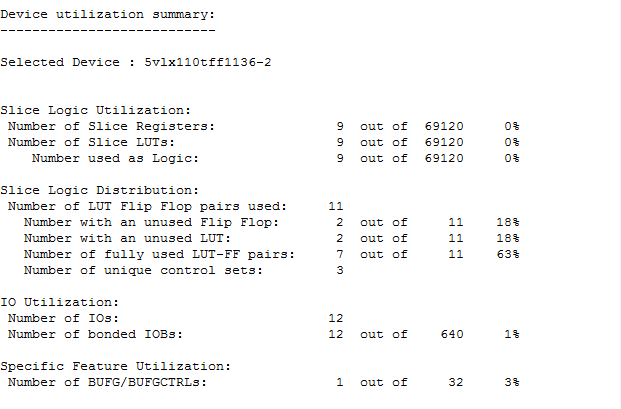 Device utilization summary:
---------------------------
Selected Device : 5vlx110tff1136-2
Slice Logic Utilization:
Number of Slice Registers: 9 out of 69120 0%
Number of Slice LUTs: 9 out of 69120 0%
Number used as Logic: 9 out of 69120 0%
Slice Logic Distribution:
Number of LUT Flip Flop pairs used: 11
Number with an unused Flip Flop: 2 out of 11 18%
Number with an unused LUT: 2 out of 11 18%
Number of fully used LUT-FF pairs: 7 out of 11 63%
Number of unique control sets: 3
IO Utilization:
Number of IOs: 12
Number of bonded IOBs: 12 out of 640 1%
Specific Feature Utilization:
Number of BUFG/BUFGCTRLs: 1 out of 32 3%